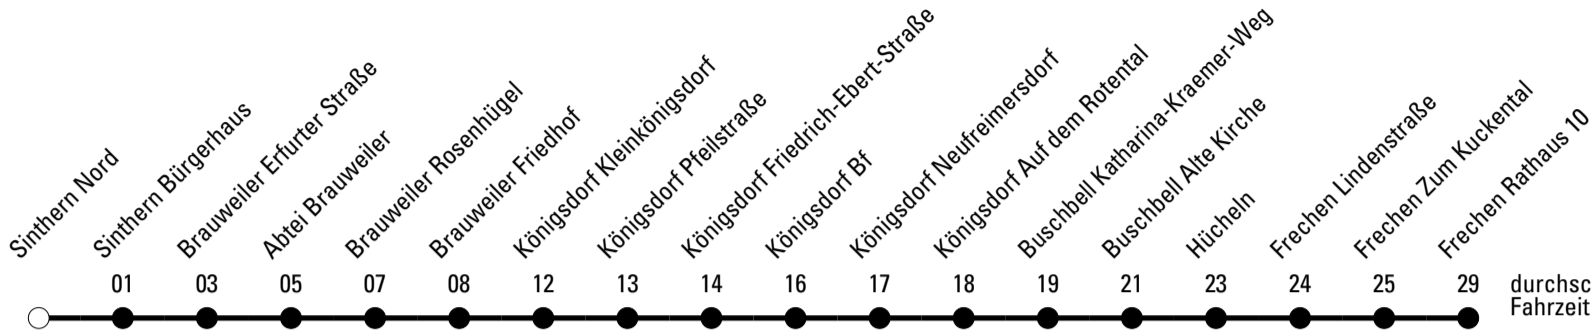 Sinthern Nord
Sinthern Bürgerhaus
Brauweiler Erfurter Straße
Abtei Brauweiler
Brauweiler Rosenhügel
Brauweiler Friedhof
Königsdorf Kleinkönigsdorf
Königsdorf Pfeilstraße
Königsdorf Friedrich-Ebert-Straße
Königsdorf Bf
Königsdorf Neufreimersdorf
Königsdorf Auf dem Rotental
Buschbell Katharina-Kraemer-Weg
Buschbell Alte Kirche
Hücheln
Frechen Lindenstraße
Frechen Zum Kuckental
Frechen Rathaus 10
01 03 05 07 08 12 13 14 16 17 18 19 21 23 24 25 29 durchsc
Fahrzeit